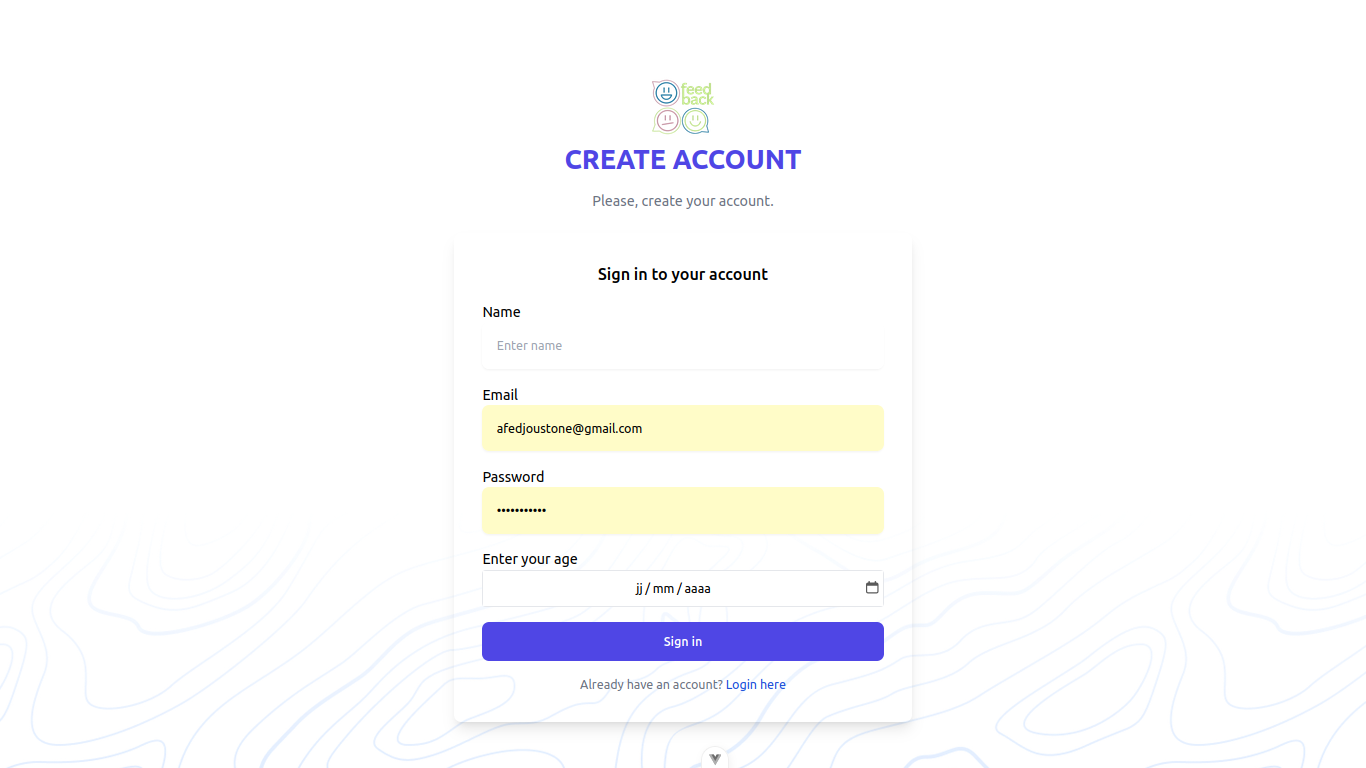 feed
back
CREATE ACCOUNT
Please, create your account.
Sign in to your account
Name
Enter name
Email
afedjoustone@gmail.com
Password
•••••••••••
Enter your age
jj / mm / aaaa
Sign in
Already have an account? Login here